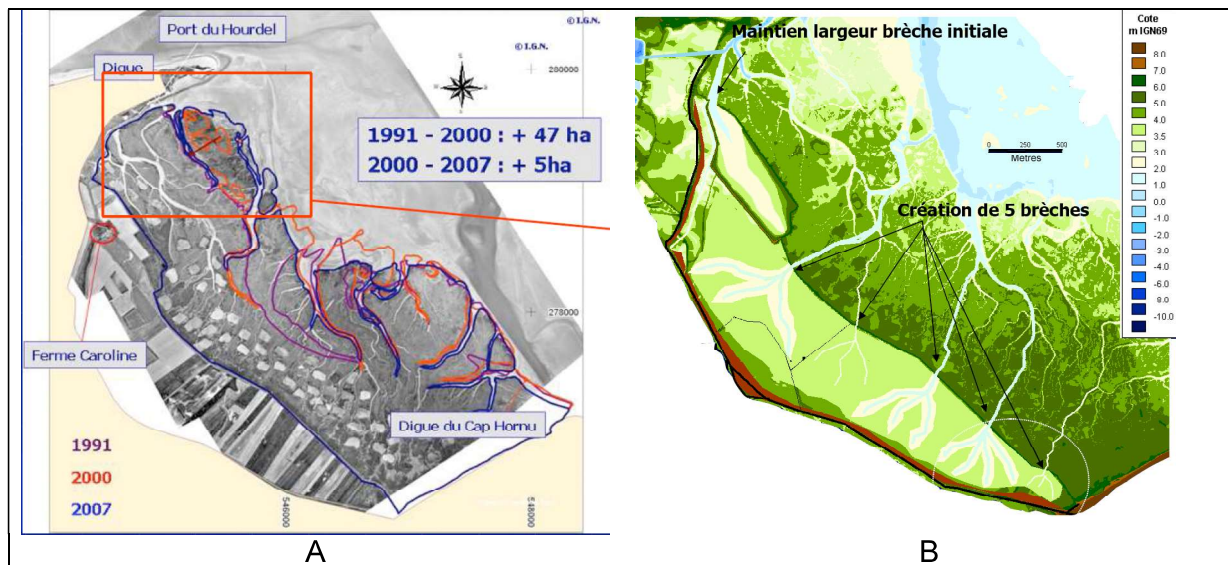 © I.G.N.
Port du Hourdel
© I.G.N.
Digue
280000
1991 - 2000 : + 47 ha
2000 - 2007 : + 5ha
278000
Ferme Caroline
Digue du Cap Hornu
1991
2000
2007
546000
548000
A
Maintien largeur brèche initiale
Cote
m IGN69
8.0
7.0
6.0
5.0
4.0
3.5
3.0
2.0
1.0
0.0
-1.0
-2.0
-4.0
-6.0
-10.0
0
500
Metres
Création de 5 brèches
B